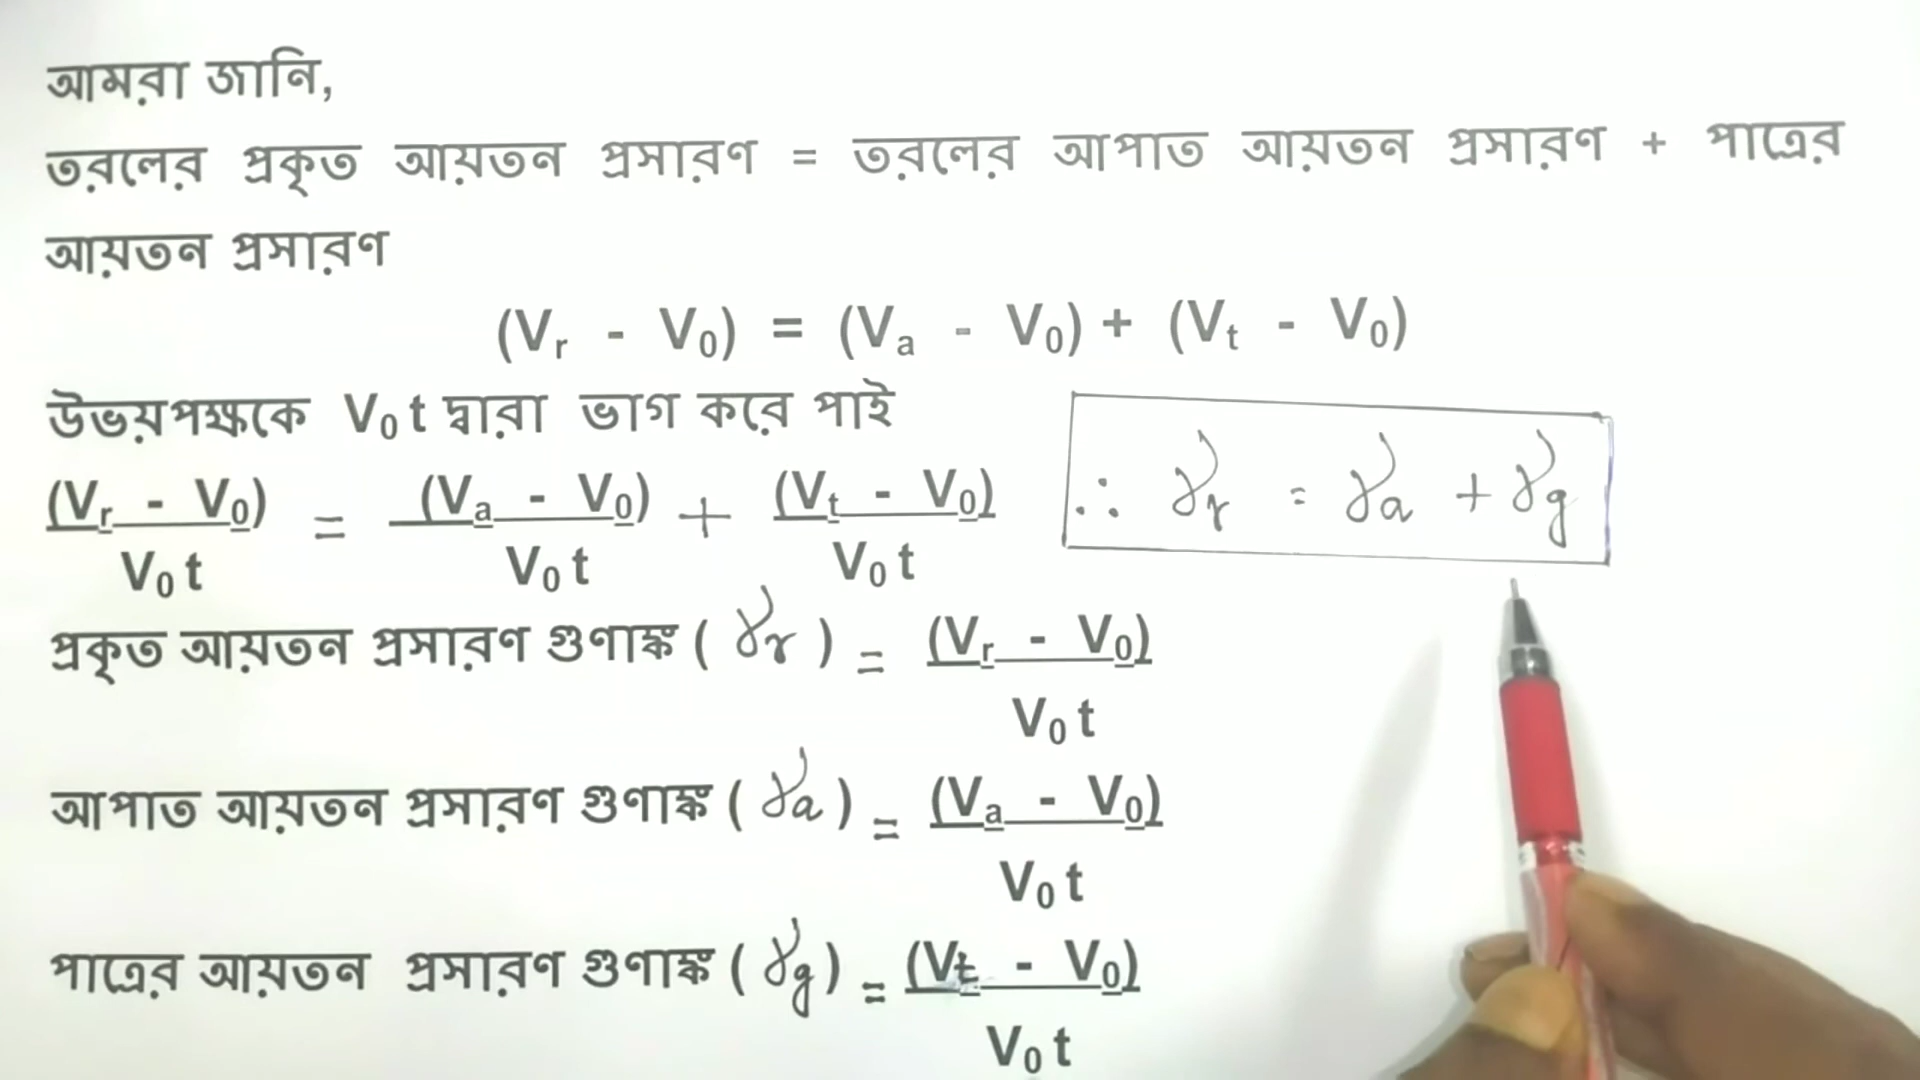 আমরা জানি,
তরলের প্রকৃত আয়তন প্রসারণ = তরলের আপাত আয়তন প্রসারণ + পাত্রের
আয়তন প্রসারণ
(Vr - V0) = (Va - V0) + (Vt - V0)
উভয়পক্ষকে V0 t দ্বারা ভাগ করে পাই
(Vr - V0) = (Va - V0) + (Vt - V0)
V0 t V0 t V0 t
∴ γr = γa + γg
প্রকৃত আয়তন প্রসারণ গুণাঙ্ক ( γr ) = (Vr - V0)
V0 t
আপাত আয়তন প্রসারণ গুণাঙ্ক ( γa ) = (Va - V0)
V0 t
পাত্রের আয়তন প্রসারণ গুণাঙ্ক ( γg ) = (Vt - V0)
V0 t